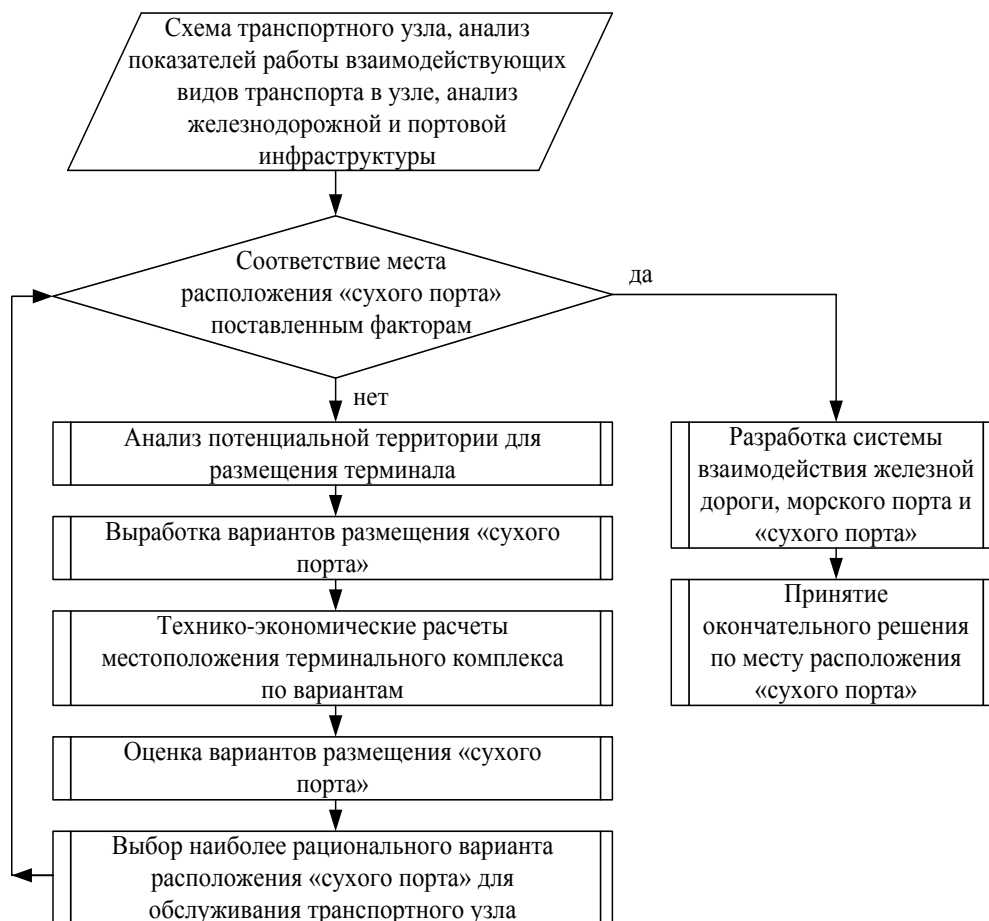 Схема транспортного узла, анализ
показателей работы взаимодействующих
видов транспорта в узле, анализ
железнодорожной и портовой
инфраструктуры
Соответствие места
расположения «сухого порта»
поставленным факторам
да
нет
Анализ потенциальной территории для
размещения терминала
Выработка вариантов размещения «сухого
порта»
Технико-экономические расчеты
местоположения терминального комплекса
по вариантам
Оценка вариантов размещения «сухого
порта»
Выбор наиболее рационального варианта
расположения «сухого порта» для
обслуживания транспортного узла
Разработка системы
взаимодействия железной
дороги, морского порта и
«сухого порта»
Принятие
окончательного решения
по месту расположения
«сухого порта»